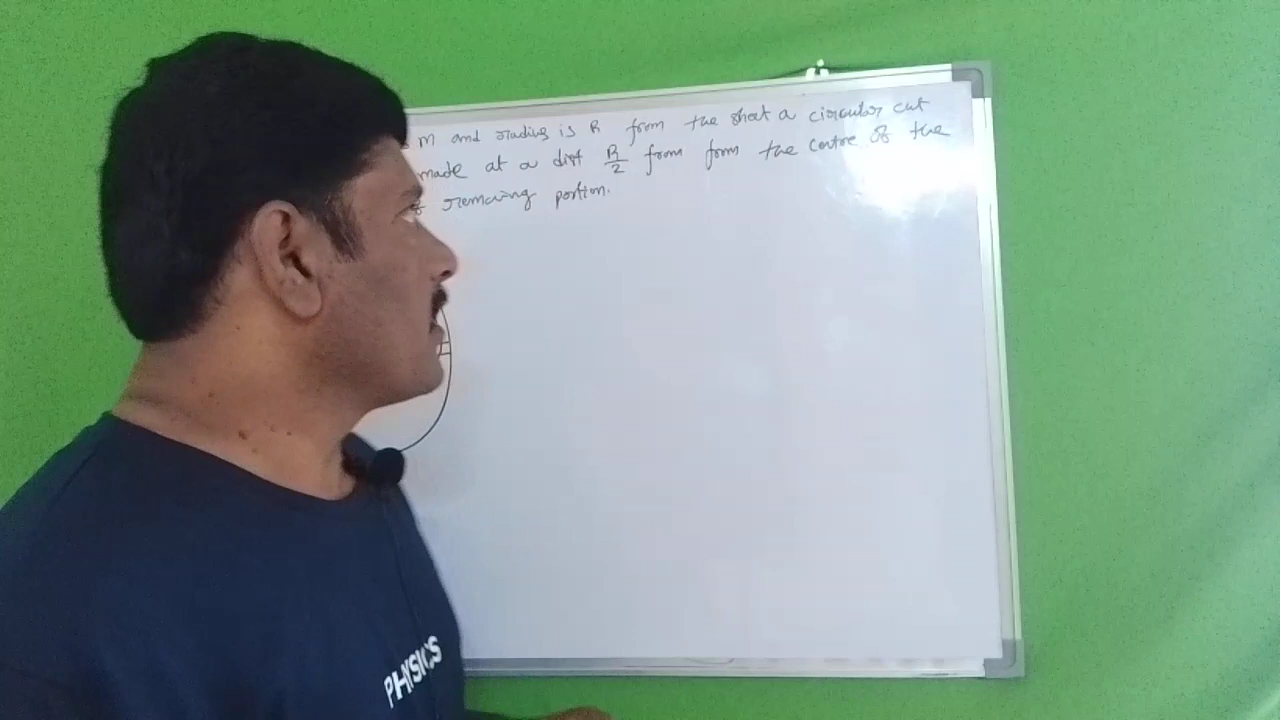 M and radius is R from the sheet a circular cut
made at a dist R/2 from from the centre of the
remaing portion.
PHYSICS